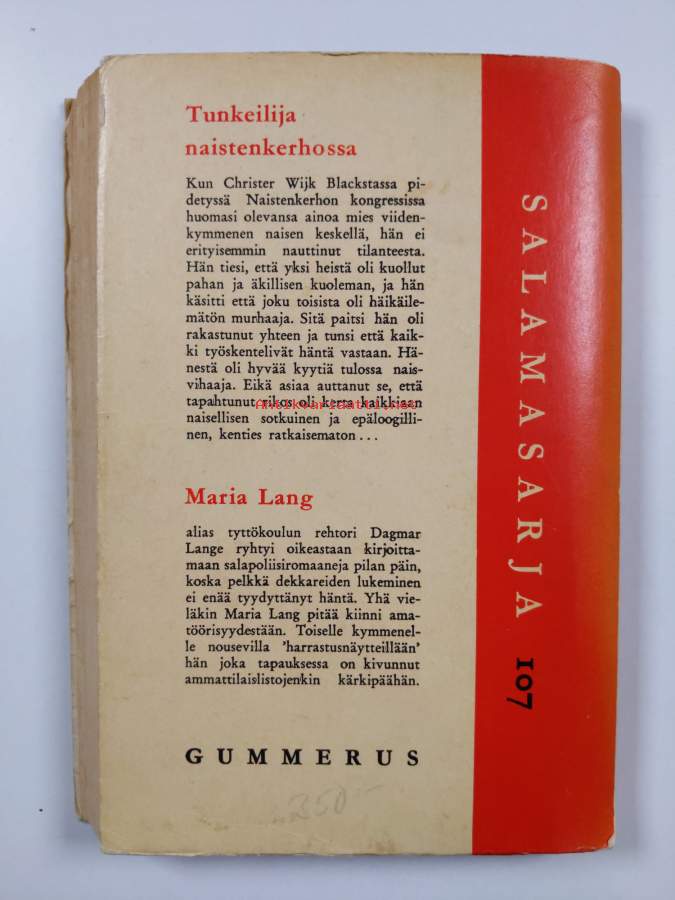 Tunkeilija
naistenkerhossa
Kun Christer Wijk Blackstassa pi-
detyssä Naistenkerhon kongressissa
huomasi olevansa ainoa mies viiden-
kymmenen naisen keskellä, hän ei
erityisemmin nauttinut tilanteesta.
Hän tiesi, että yksi heistä oli kuollut
pahan ja äkillisen kuoleman, ja hän
käsitti että joku toisista oli häikäile-
mätön murhaaja. Sitä paitsi hän oli
rakastunut yhteen ja tunsi että kaik-
ki työskentelivät häntä vastaan. Hä-
nestä oli hyvää kyytiä tulossa nais-
vihaaja. Eikä asiaa auttanut se, että
tapahtunut rikos oli kerta kaikkiaan
Antikvariaatti.net
naisellisen sotkuinen ja epäloogilli-
nen, kenties ratkaisematon...
Maria Lang
alias tyttökoulun rehtori Dagmar
Lange ryhtyi oikeastaan kirjoitta-
maan salapoliisiromaaneja pilan päin,
koska pelkkä dekkareiden lukeminen
ei enää tyydyttänyt häntä. Yhä vie-
läkin Maria Lang pitää kiinni ama-
töörisyydestään. Toiselle kymmenel-
le nousevilla 'harrastusnäytteillään'
hän joka tapauksessa on kivunnut
ammattilaislistojenkin kärkipäähän.
GUMMERUS
250-
SALAMASARJA 107